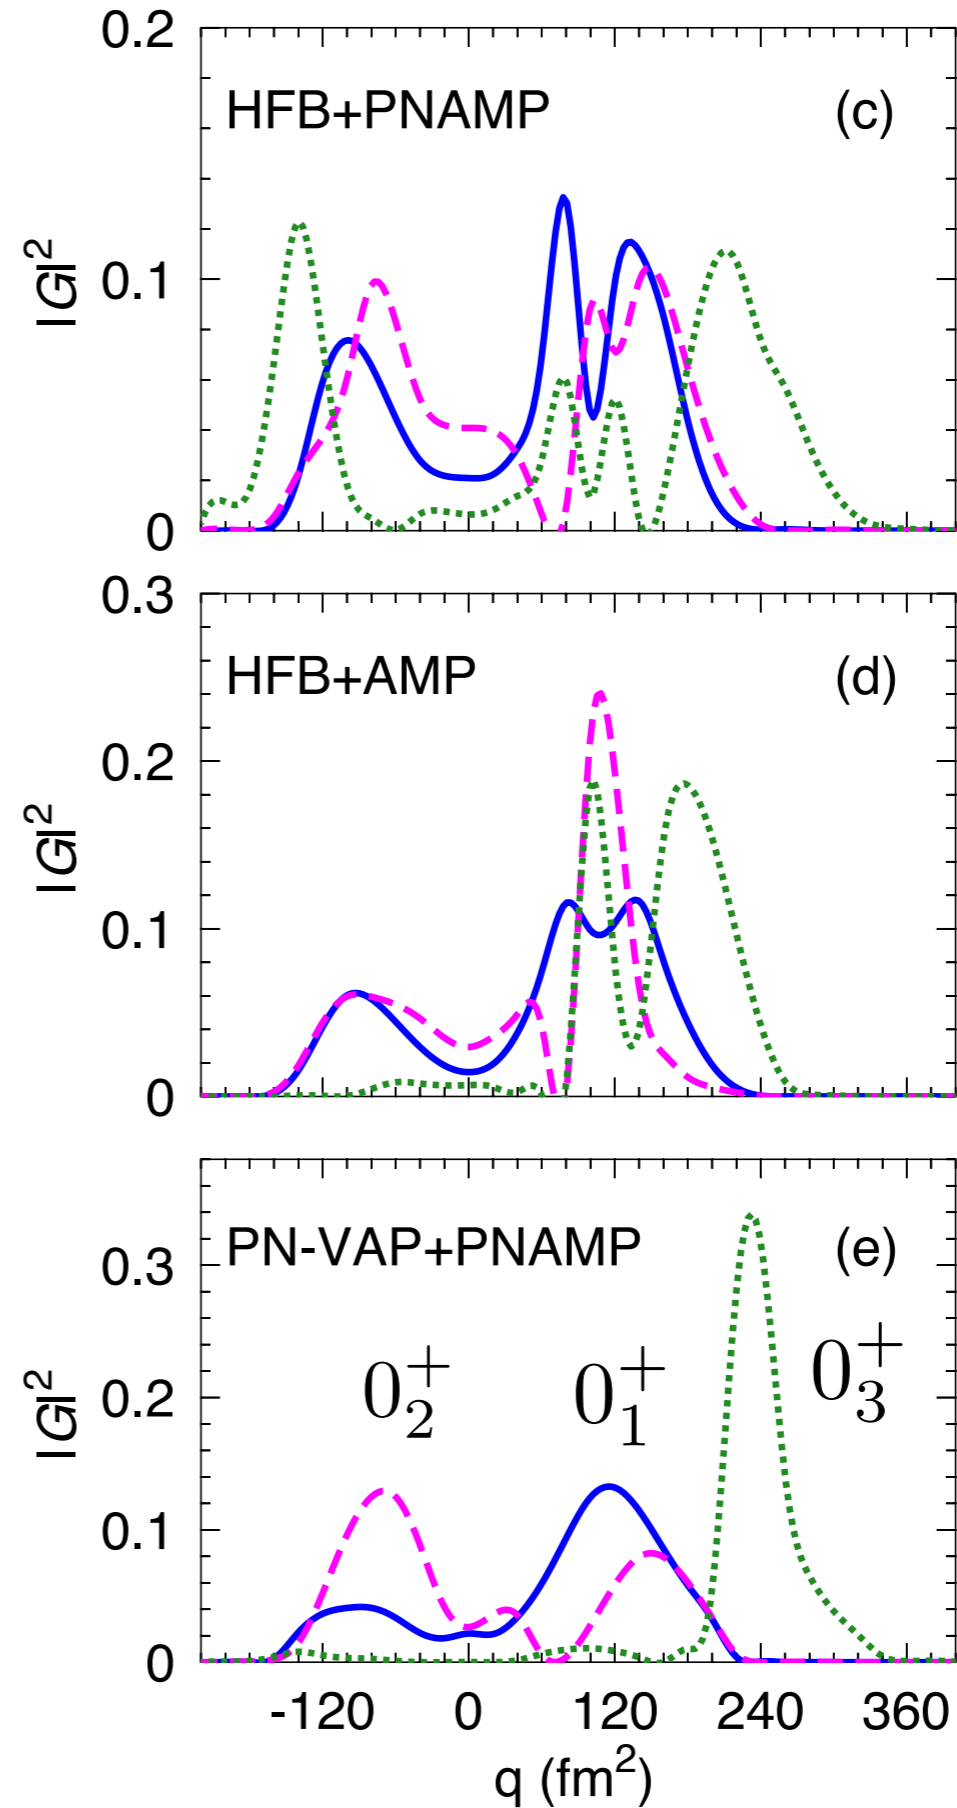 0.2
HFB+PNAMP (c)
|G|²
0.1
0
0.3
HFB+AMP (d)
0.2
|G|²
0.1
0
PN-VAP+PNAMP (e)
0.3
0₂⁺ 0₁⁺ 0₃⁺
|G|²
0.2
0.1
0
-120 0 120 240 360
q (fm²)